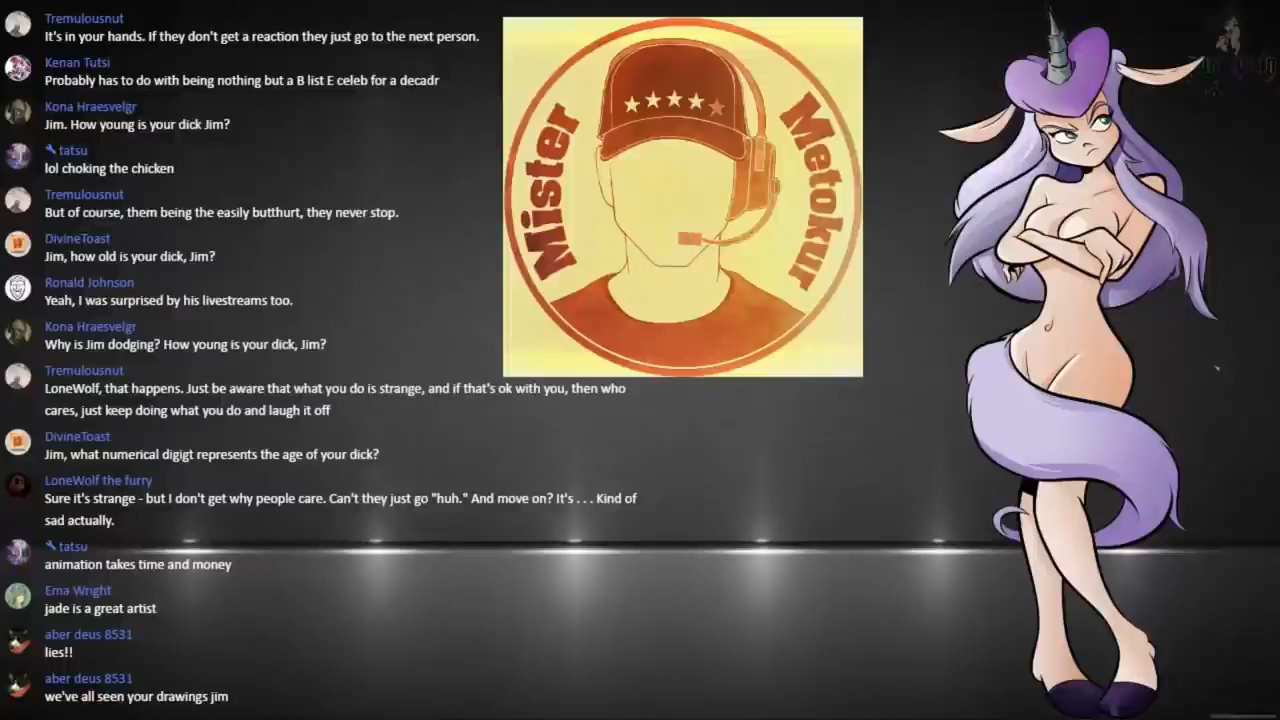 Tremulousnut
It's in your hands. If they don't get a reaction they just go to the next person.
Kenan Tutsi
Probably has to do with being nothing but a B list E celeb for a decadr
Kona Hraesvelgr
Jim. How young is your dick Jim?
tatsu
lol choking the chicken
Tremulousnut
But of course, them being the easily butthurt, they never stop.
DivineToast
Jim, how old is your dick, Jim?
Ronald Johnson
Yeah, I was surprised by his livestreams too.
Kona Hraesvelgr
Why is Jim dodging? How young is your dick, Jim?
Tremulousnut
LoneWolf, that happens. Just be aware that what you do is strange, and if that's ok with you, then who
cares, just keep doing what you do and laugh it off
DivineToast
Jim, what numerical digigt represents the age of your dick?
LoneWolf the furry
Sure it's strange - but I don't get why people care. Can't they just go "huh." And move on? It's . . . Kind of
sad actually.
tatsu
animation takes time and money
Ema Wright
jade is a great artist
aber deus 8531
lies!!
aber deus 8531
we've all seen your drawings jim
Mister
Metokur